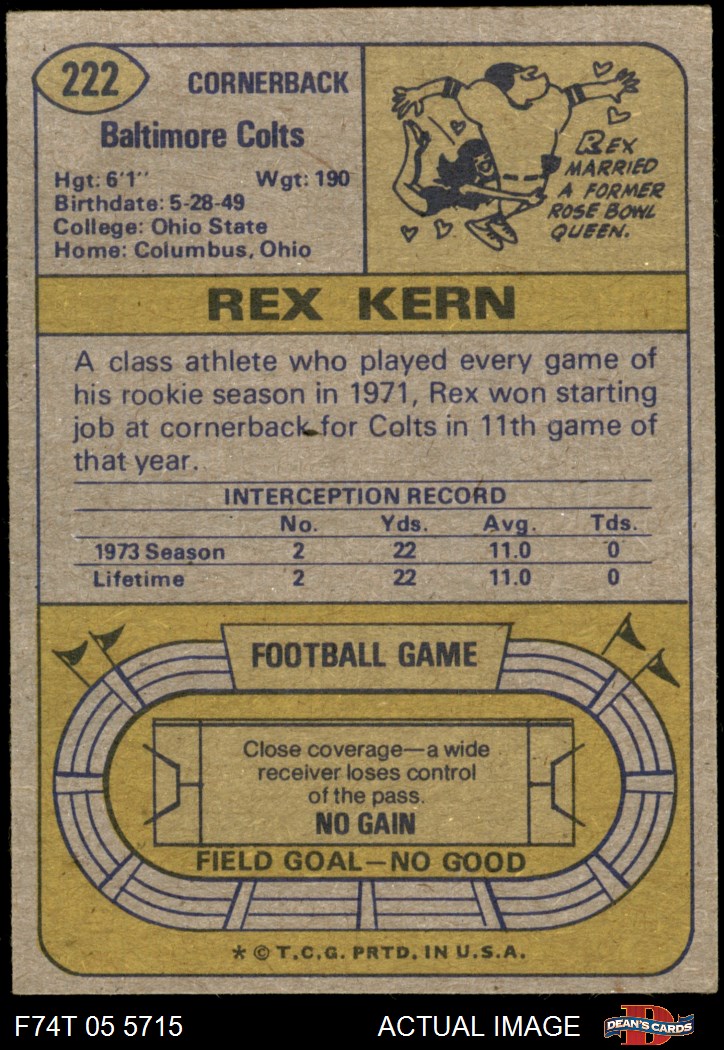 222
CORNERBACK
Baltimore Colts
Hgt: 6'1" Wgt: 190
Birthdate: 5-28-49
College: Ohio State
Home: Columbus, Ohio
REX
MARRIED
A FORMER
ROSE BOWL
QUEEN.
REX KERN
A class athlete who played every game of
his rookie season in 1971, Rex won starting
job at cornerback for Colts in 11th game of
that year.
INTERCEPTION RECORD
No. Yds. Avg. Tds.
1973 Season 2 22 11.0 0
Lifetime 2 22 11.0 0
FOOTBALL GAME
Close coverage—a wide
receiver loses control
of the pass.
NO GAIN
FIELD GOAL—NO GOOD
* © T.C.G. PRTD. IN U.S.A.
F74T 05 5715 ACTUAL IMAGE
D
DEAN'S CARDS